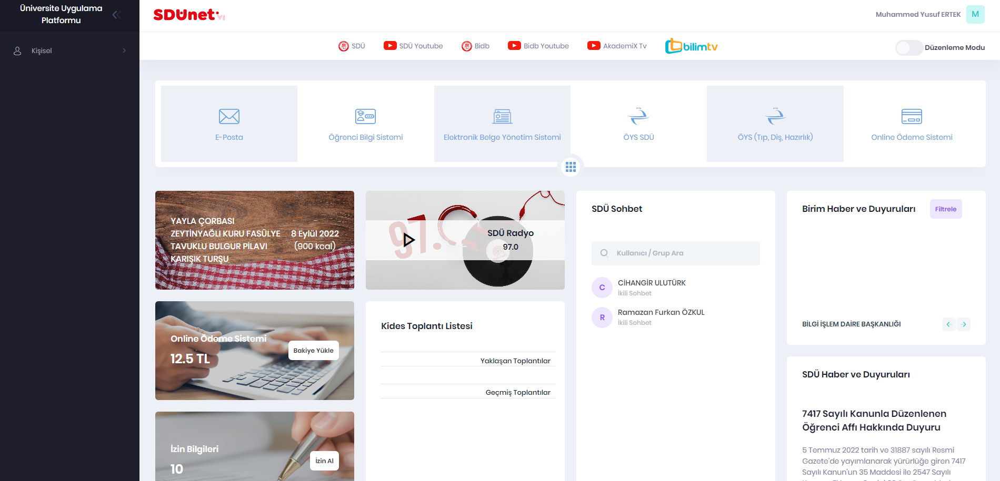 Üniversite Uygulama
Platformu
Kişisel
SDÜnet VI
Muhammed Yusuf ERTEK
M
SDÜ
SDÜ Youtube
Bidb
Bidb Youtube
AkademiX Tv
bilimtv
Düzenleme Modu
E-Posta
Öğrenci Bilgi Sistemi
Elektronik Belge Yönetim Sistemi
ÖYS SDÜ
ÖYS (Tıp, Diş, Hazırlık)
Online Ödeme Sistemi
YAYLA ÇORBASI
ZEYTİNYAĞLI KURU FASÜLYE
TAVUKLU BULGUR PİLAVI
KARIŞIK TURŞU
8 Eylül 2022
(900 kcal)
97.0
SDÜ Radyo
97.0
Online Ödeme Sistemi
12.5 TL
Bakiye Yükle
İzin Bilgileri
10
İzin Al
Kides Toplantı Listesi
Yaklaşan Toplantılar
Geçmiş Toplantılar
SDÜ Sohbet
Kullanıcı / Grup Ara
C
CİHANGİR ULUTÜRK
İkili Sohbet
R
Ramazan Furkan ÖZKUL
İkili Sohbet
Birim Haber ve Duyuruları
Filtrele
BİLGİ İŞLEM DAİRE BAŞKANLIĞI
SDÜ Haber ve Duyuruları
7417 Sayılı Kanunla Düzenlenen
Öğrenci Affı Hakkında Duyuru
5 Temmuz 2022 tarih ve 31887 sayılı Resmi
Gazete'de yayımlanarak yürürlüğe giren 7417
Sayılı Kanun'un 35 Maddesi ile 2547 Sayılı